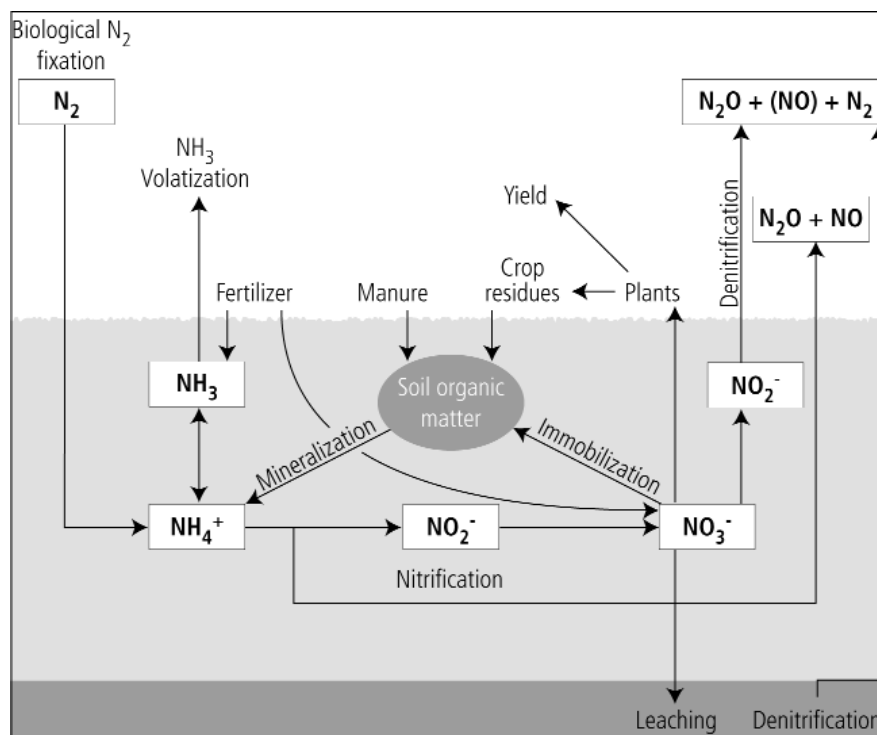 Biological N₂
fixation
N₂
N₂O + (NO) + N₂
NH₃
Volatization
N₂O + NO
Denitrification
Yield
Crop
residues
Plants
Fertilizer
Manure
NH₃
Soil organic
matter
NO₂⁻
Mineralization
Immobilization
NH₄⁺
NO₂⁻
NO₃⁻
Nitrification
Leaching
Denitrification